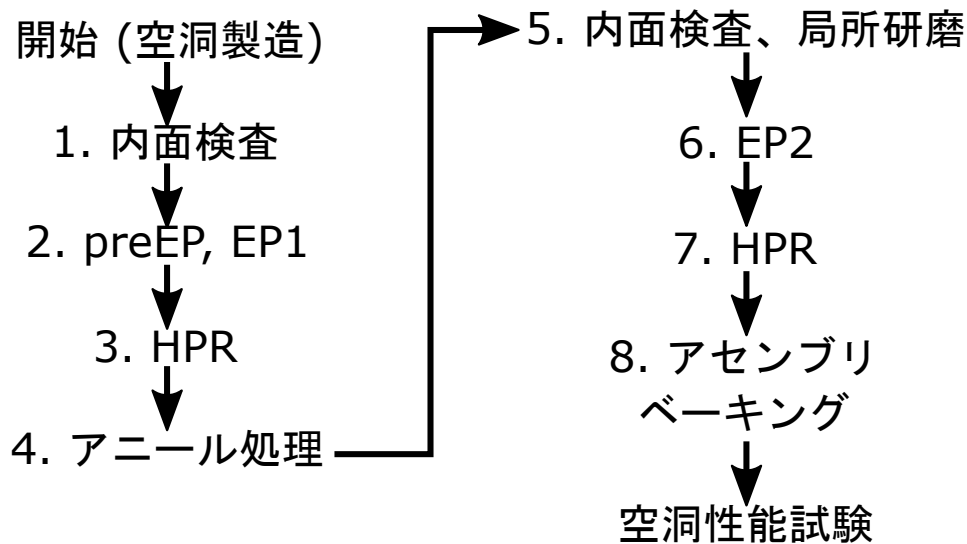 開始 (空洞製造)
1. 内面検査
2. preEP, EP1
3. HPR
4. アニール処理
5. 内面検査、局所研磨
6. EP2
7. HPR
8. アセンブリ
ベーキング
空洞性能試験